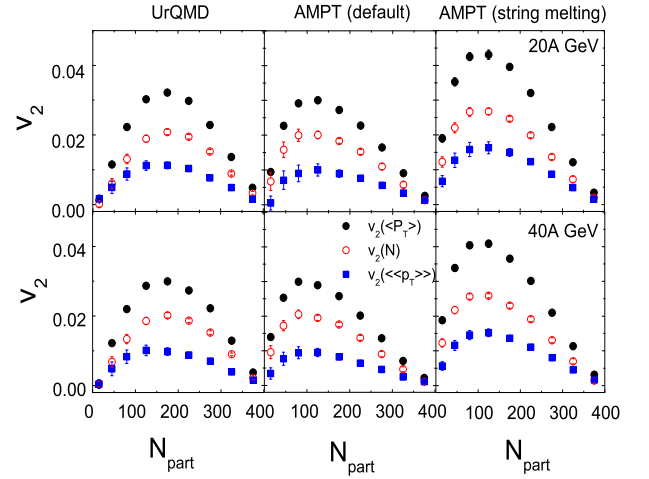 UrQMD AMPT (default) AMPT (string melting)
20A GeV
0.04
0.02
0.00
v2
40A GeV
v2(<PT>)
v2(N)
v2(<<pT>>)
0.04
0.02
0.00
v2
0 100 200 300 400 100 200 300 400 100 200 300 400
Npart Npart Npart